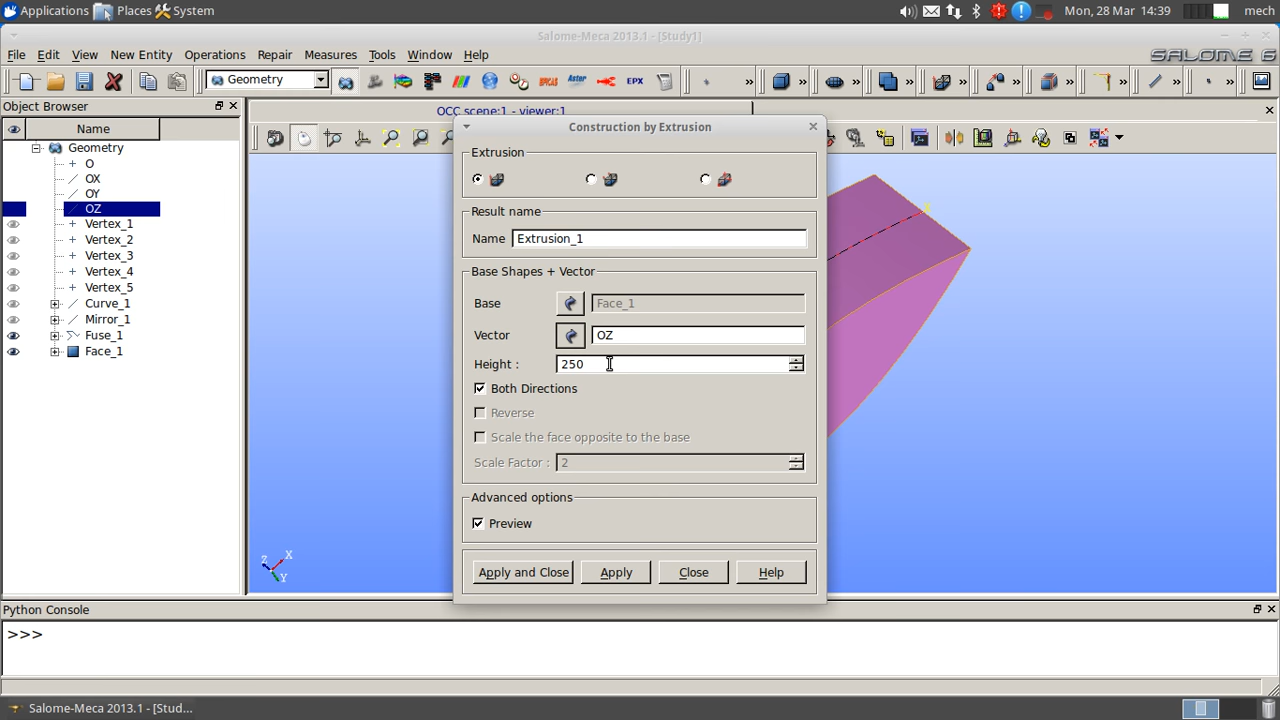 Applications Places System Mon, 28 Mar 14:39 mech
Salome-Meca 2013.1 - [Study1]
File Edit View New Entity Operations Repair Measures Tools Window Help SALOME 6
Geometry EFICAS Aster EPX
Object Browser
OCC scene:1 - viewer:1
Name
Geometry
O
OX
OY
OZ
Vertex_1
Vertex_2
Vertex_3
Vertex_4
Vertex_5
Curve_1
Mirror_1
Fuse_1
Face_1
Construction by Extrusion
Extrusion
Result name
Name Extrusion_1
Base Shapes + Vector
Base Face_1
Vector OZ
Height : 250
Both Directions
Reverse
Scale the face opposite to the base
Scale Factor : 2
Advanced options
Preview
Apply and Close Apply Close Help
Z X
Y
Python Console
>>>
Salome-Meca 2013.1 - [Stud...